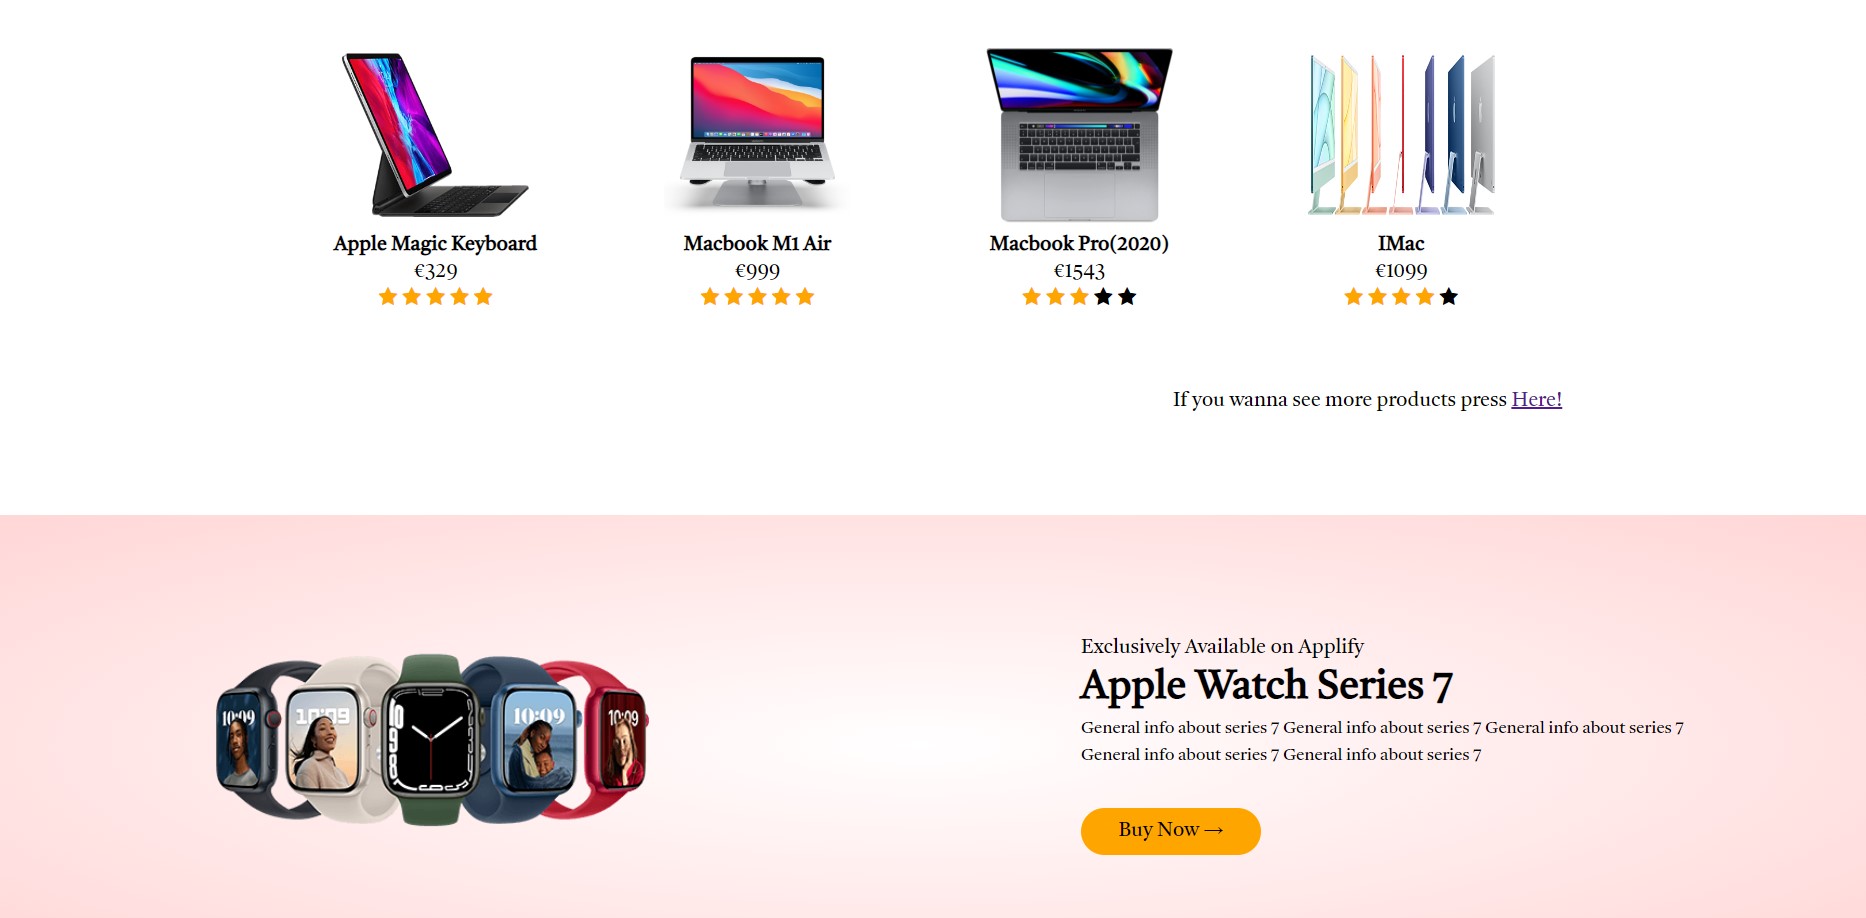 Apple Magic Keyboard
€329
Macbook M1 Air
€999
Macbook Pro(2020)
€1543
IMac
€1099
If you wanna see more products press Here!
Exclusively Available on Applify
Apple Watch Series 7
General info about series 7 General info about series 7 General info about series 7
General info about series 7 General info about series 7
Buy Now →
10:09
10:09
10:09
10:09